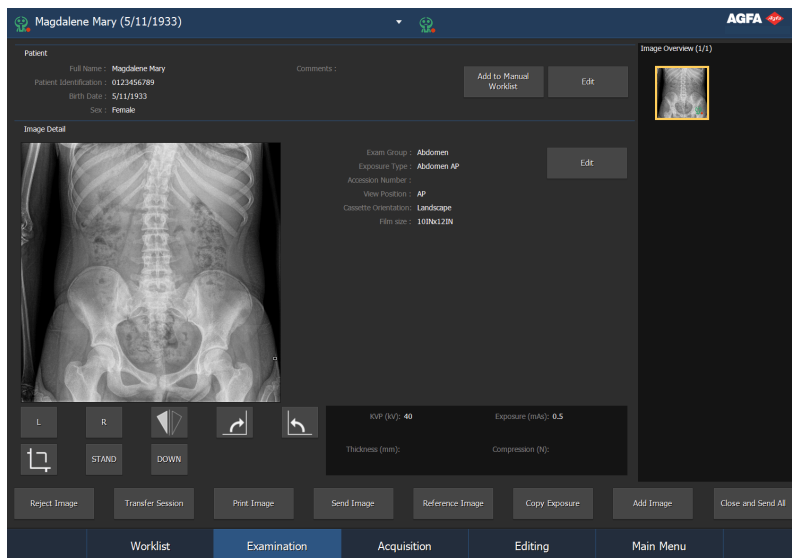 Magdalene Mary (5/11/1933)
AGFA
Patient
Full Name : Magdalene Mary
Comments :
Patient Identification : 0123456789
Birth Date : 5/11/1933
Sex : Female
Add to Manual
Worklist
Edit
Image Overview (1/1)
Image Detail
Exam Group : Abdomen
Exposure Type : Abdomen AP
Accession Number :
View Position : AP
Cassette Orientation: Landscape
Film size : 10INx12IN
Edit
L
R
STAND
DOWN
KVP (kV): 40
Exposure (mAs): 0.5
Thickness (mm):
Compression (N):
Reject Image
Transfer Session
Print Image
Send Image
Reference Image
Copy Exposure
Add Image
Close and Send All
Worklist
Examination
Acquisition
Editing
Main Menu